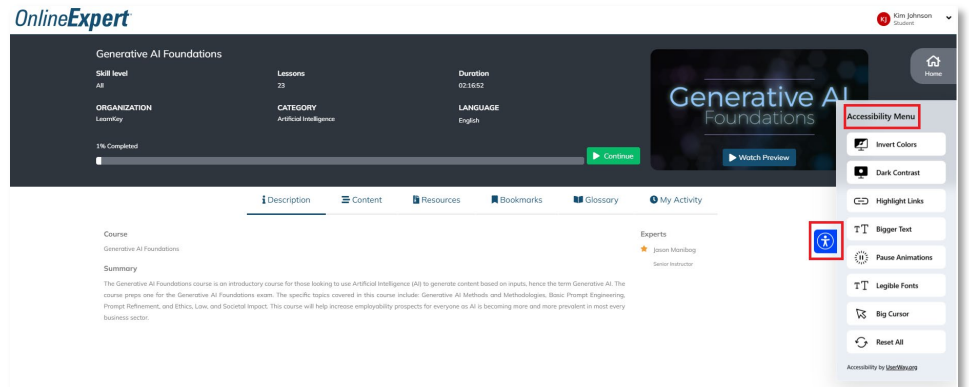 OnlineExpert
KJ
Kim Johnson
Student
Generative AI Foundations
Skill level
All
Lessons
23
Duration
02:16:52
ORGANIZATION
LearnKey
CATEGORY
Artificial Intelligence
LANGUAGE
English
1% Completed
Continue
Generative AI
Foundations
Watch Preview
Home
Description
Content
Resources
Bookmarks
Glossary
My Activity
Course
Generative AI Foundations
Summary
The Generative AI Foundations course is an introductory course for those looking to use Artificial Intelligence (AI) to generate content based on inputs, hence the term Generative AI. The
course preps one for the Generative AI Foundations exam. The specific topics covered in this course include: Generative AI Methods and Methodologies, Basic Prompt Engineering,
Prompt Refinement, and Ethics, Law, and Societal Impact. This course will help increase employability prospects for everyone as AI is becoming more and more prevalent in most every
business sector.
Experts
Jason Manibog
Senior Instructor
Accessibility Menu
Invert Colors
Dark Contrast
Highlight Links
TT Bigger Text
Pause Animations
TT Legible Fonts
Big Cursor
Reset All
Accessibility by UserWay.org